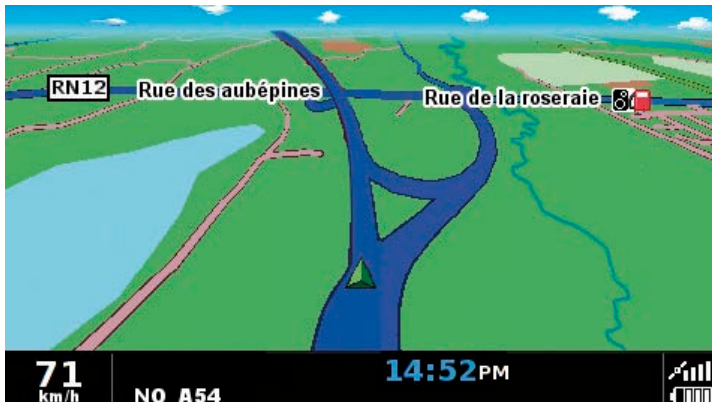 RN12
Rue des aubépines
Rue de la roseraie
14:52PM
71
km/h
NO A54